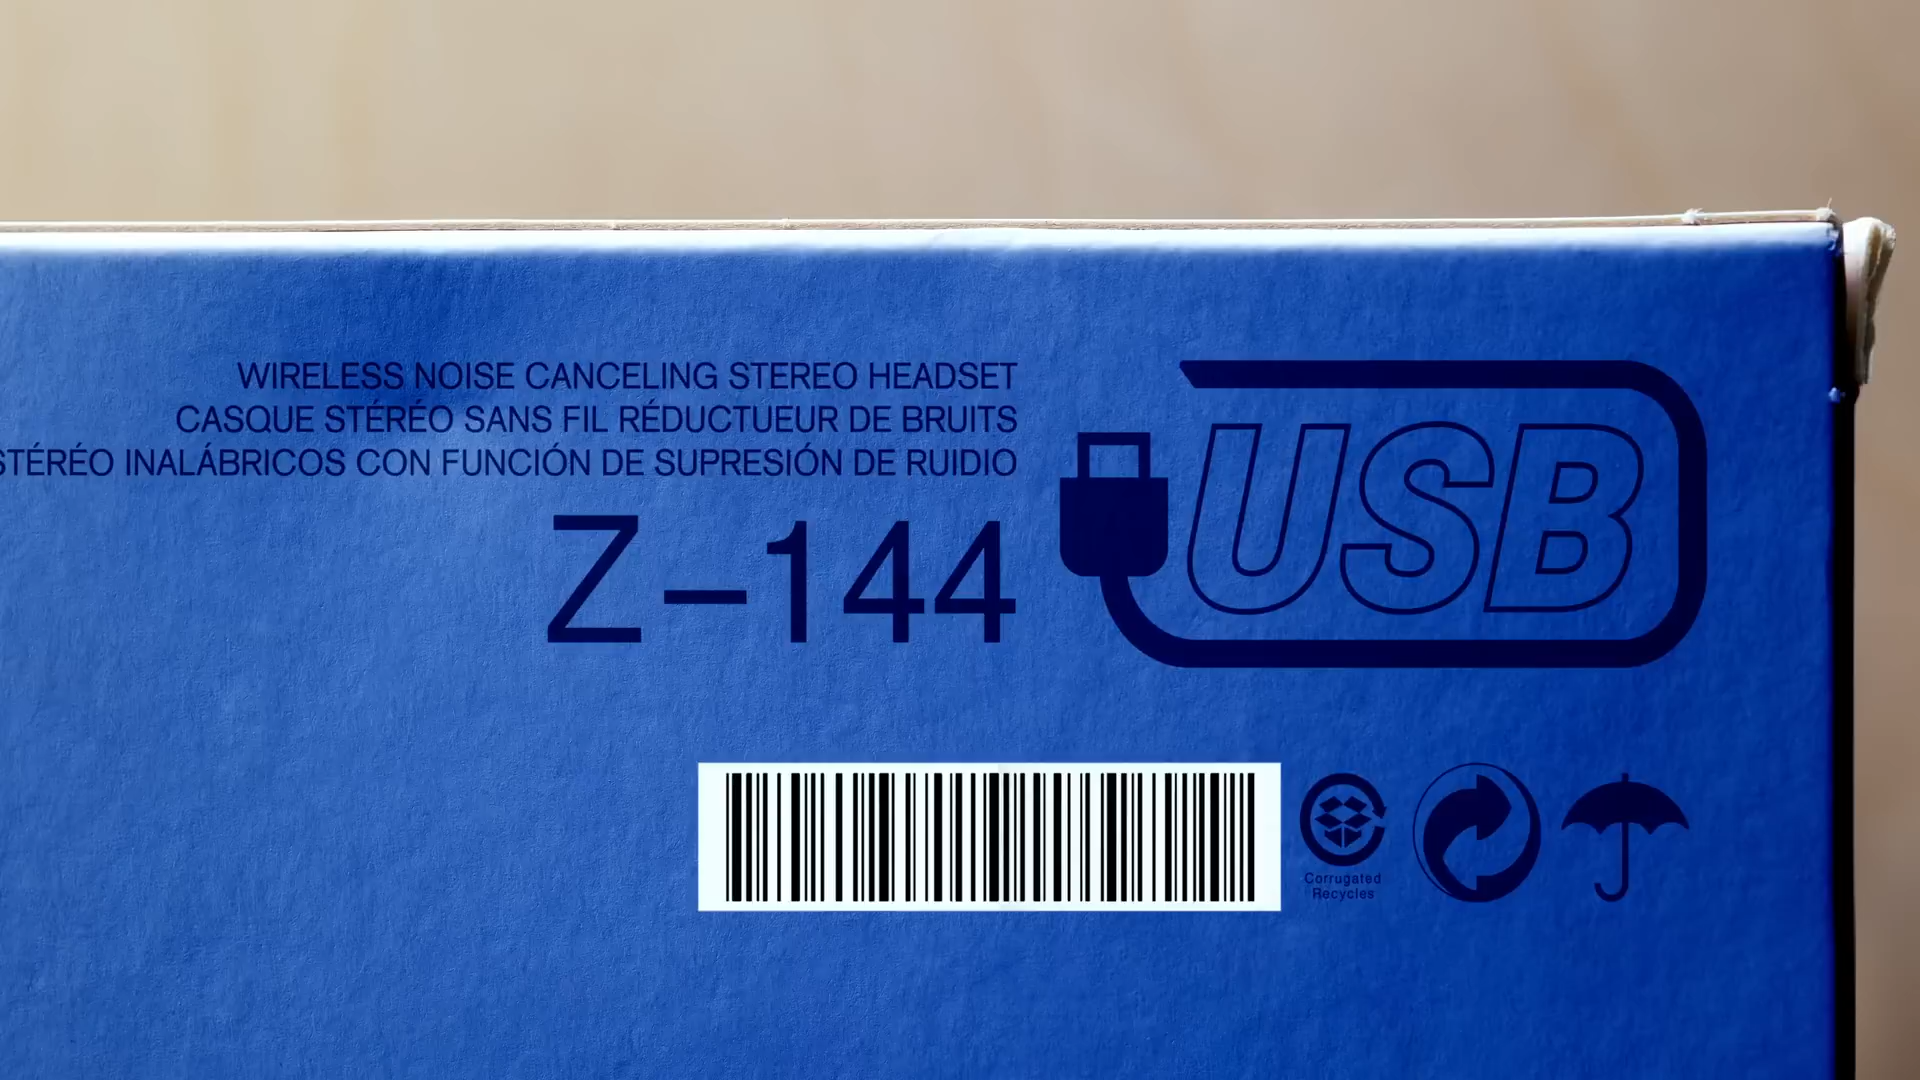 WIRELESS NOISE CANCELING STEREO HEADSET
CASQUE STÉRÉO SANS FIL RÉDUCTUEUR DE BRUITS
STÉRÉO INALÁBRICOS CON FUNCIÓN DE SUPRESIÓN DE RUIDIO
Z–144
USB
Corrugated
Recycles